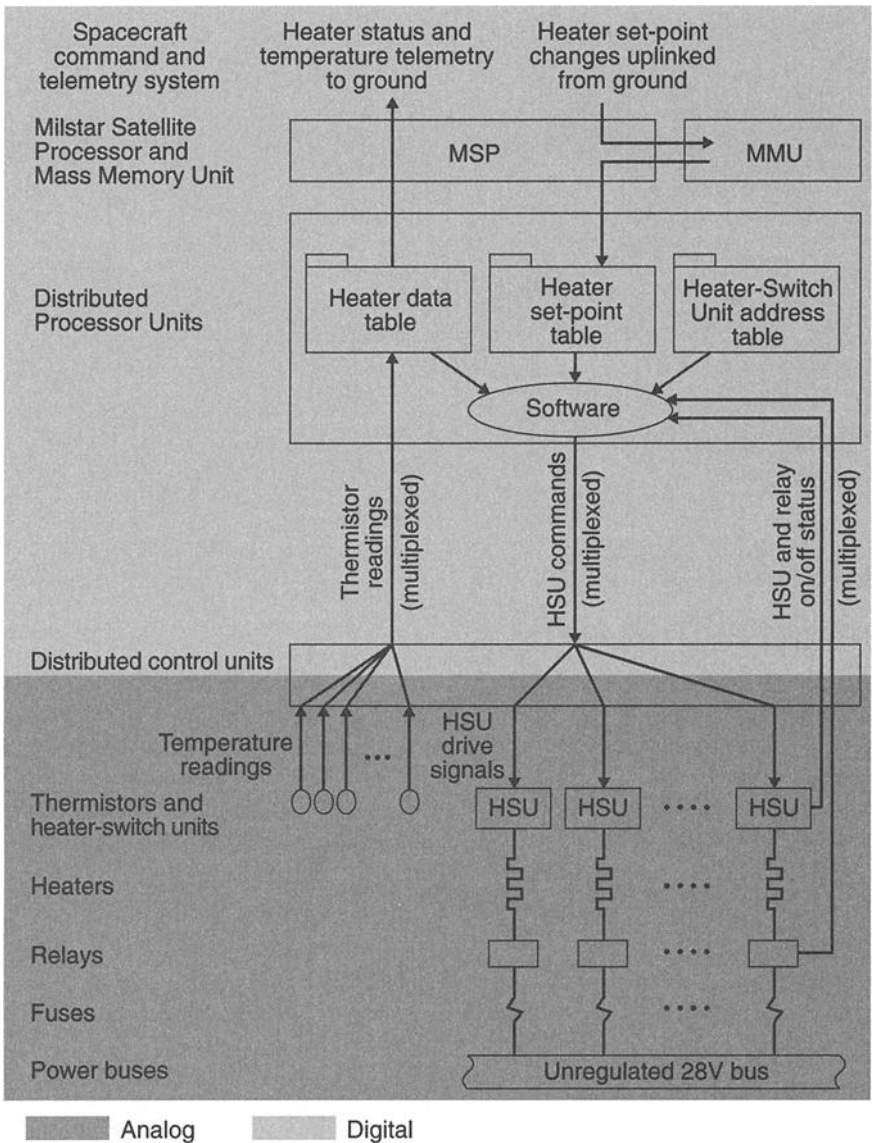 Spacecraft
command and
telemetry system
Heater status and
temperature telemetry
to ground
Heater set-point
changes uplinked
from ground
Milstar Satellite
Processor and
Mass Memory Unit
MSP
MMU
Distributed
Processor Units
Heater data
table
Heater
set-point
table
Heater-Switch
Unit address
table
Software
Thermistor
readings
(multiplexed)
HSU commands
(multiplexed)
HSU and relay
on/off status
(multiplexed)
Distributed control units
Temperature
readings
HSU
drive
signals
Thermistors and
heater-switch units
HSU
HSU
HSU
Heaters
Relays
Fuses
Power buses
Unregulated 28V bus
Analog
Digital